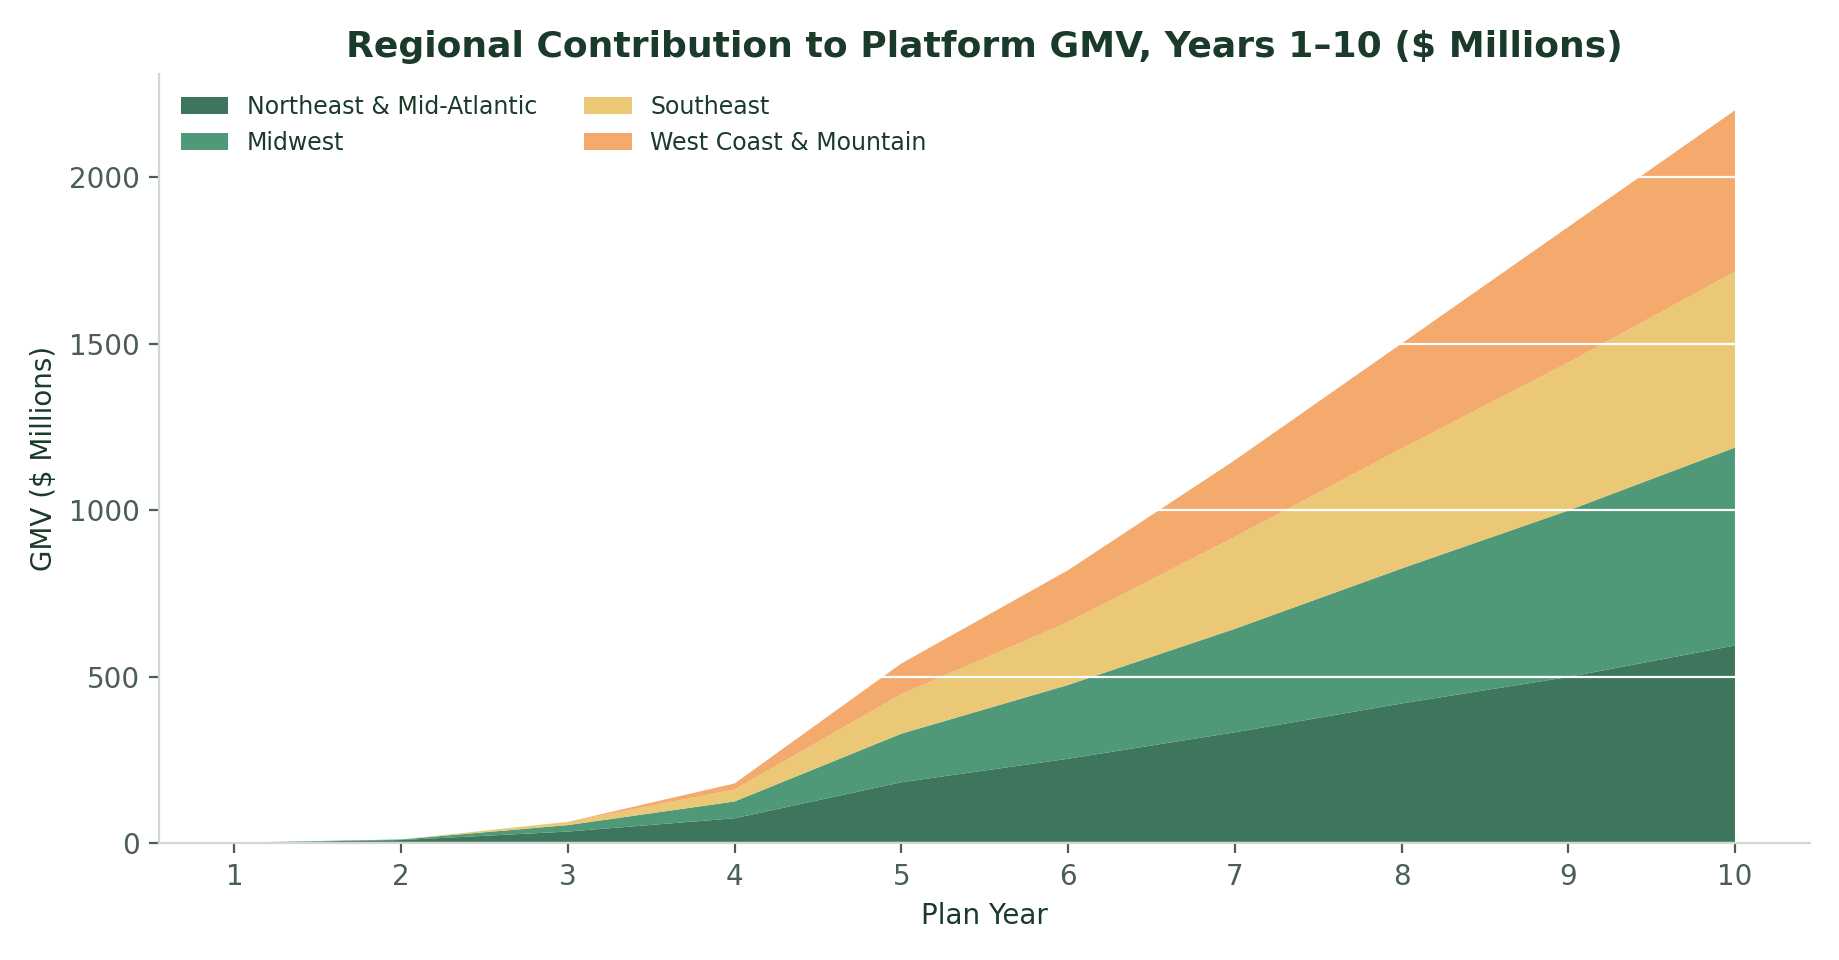 Regional Contribution to Platform GMV, Years 1–10 ($ Millions)
Northeast & Mid-Atlantic
Midwest
Southeast
West Coast & Mountain
GMV ($ Millions)
2000
1500
1000
500
0
1 2 3 4 5 6 7 8 9 10
Plan Year